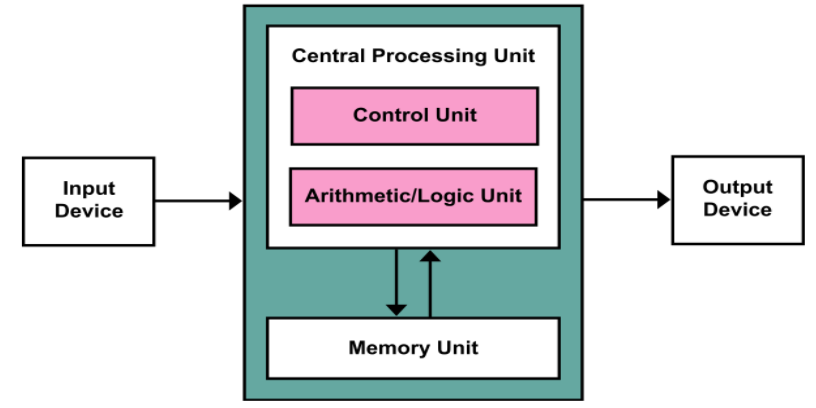 Central Processing Unit
Control Unit
Arithmetic/Logic Unit
Input
Device
Output
Device
Memory Unit